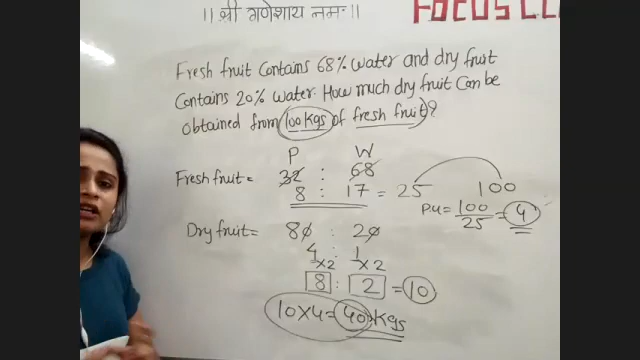 ।। श्री गणेशाय नमः ।।
FOCUS CL
Fresh fruit Contains 68% water and dry fruit
Contains 20% water. How much dry fruit Can be
obtained from 100 Kgs of fresh fruit?
P W
Fresh fruit = 32 : 68
8 : 17 = 25 100
P.U = 100/25 = 4
Dry fruit = 80 : 20
4 : 1
×2 ×2
8 : 2 = 10
10×4 = 40 Kgs